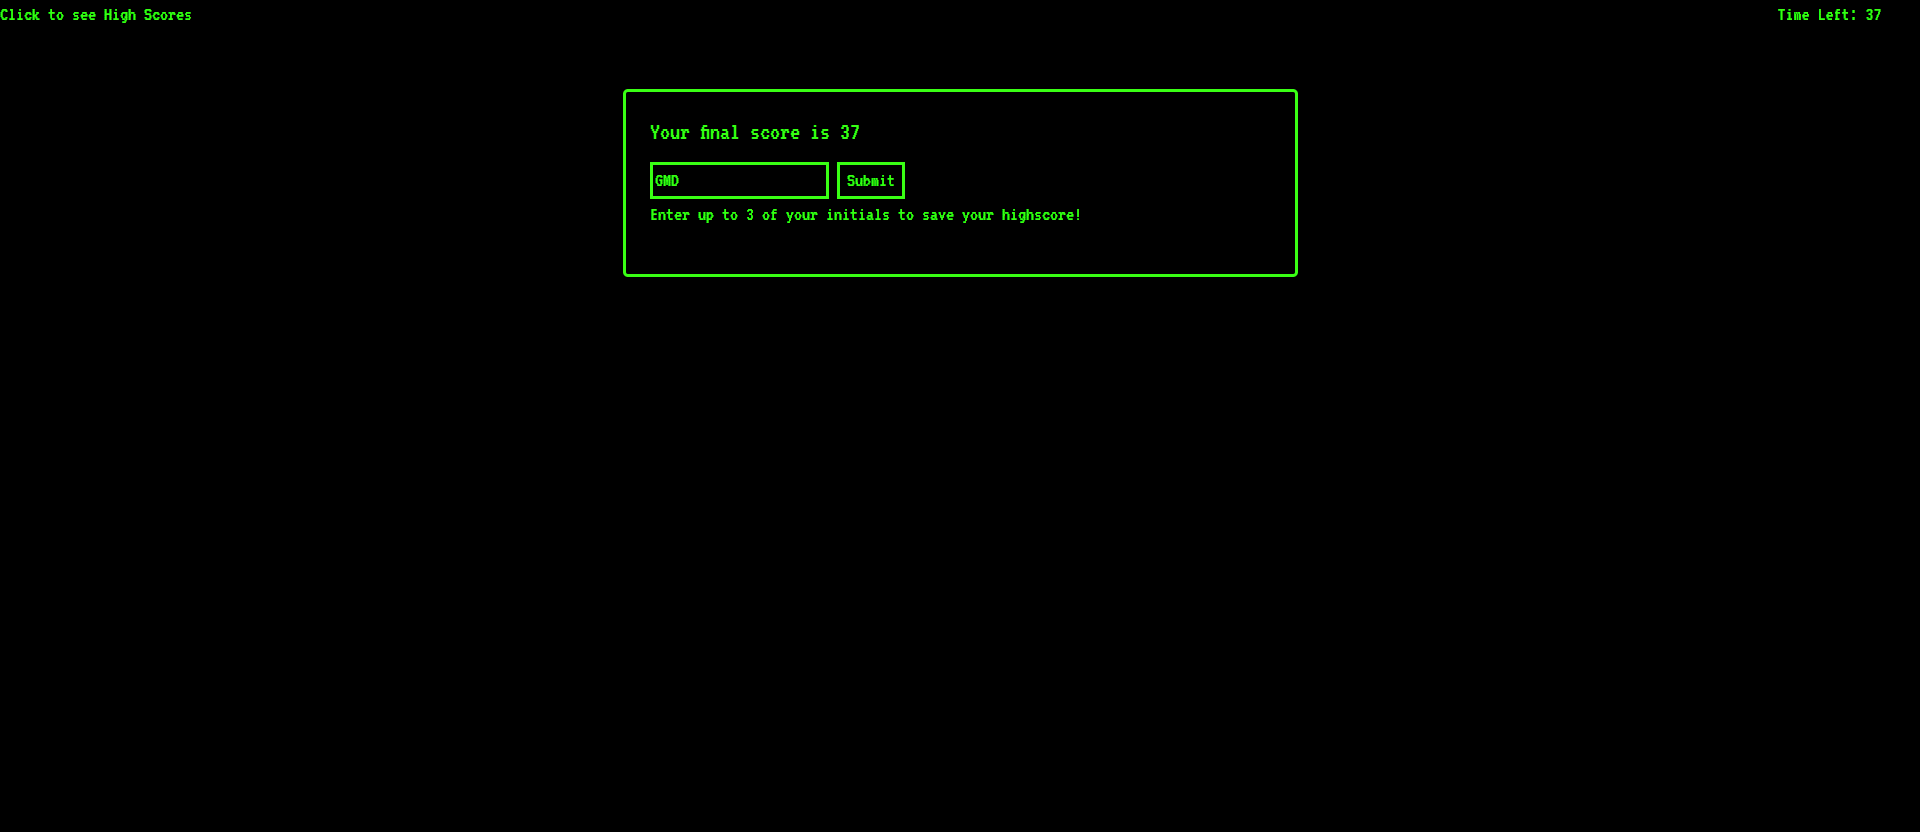 Click to see High Scores
Time Left: 37
Your final score is 37
GMD
Submit
Enter up to 3 of your initials to save your highscore!